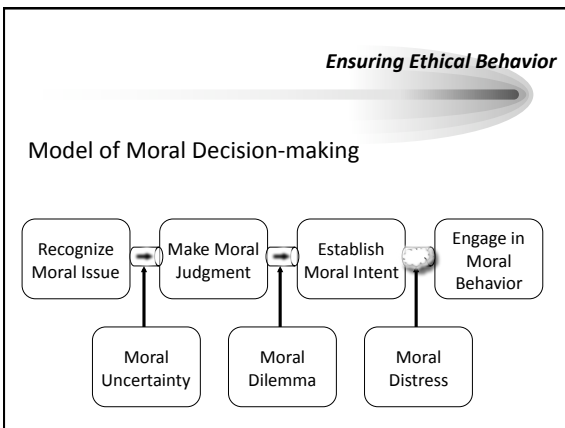 Ensuring Ethical Behavior
Model of Moral Decision-making
Recognize
Moral Issue
Make Moral
Judgment
Establish
Moral Intent
Engage in
Moral
Behavior
Moral
Uncertainty
Moral
Dilemma
Moral
Distress